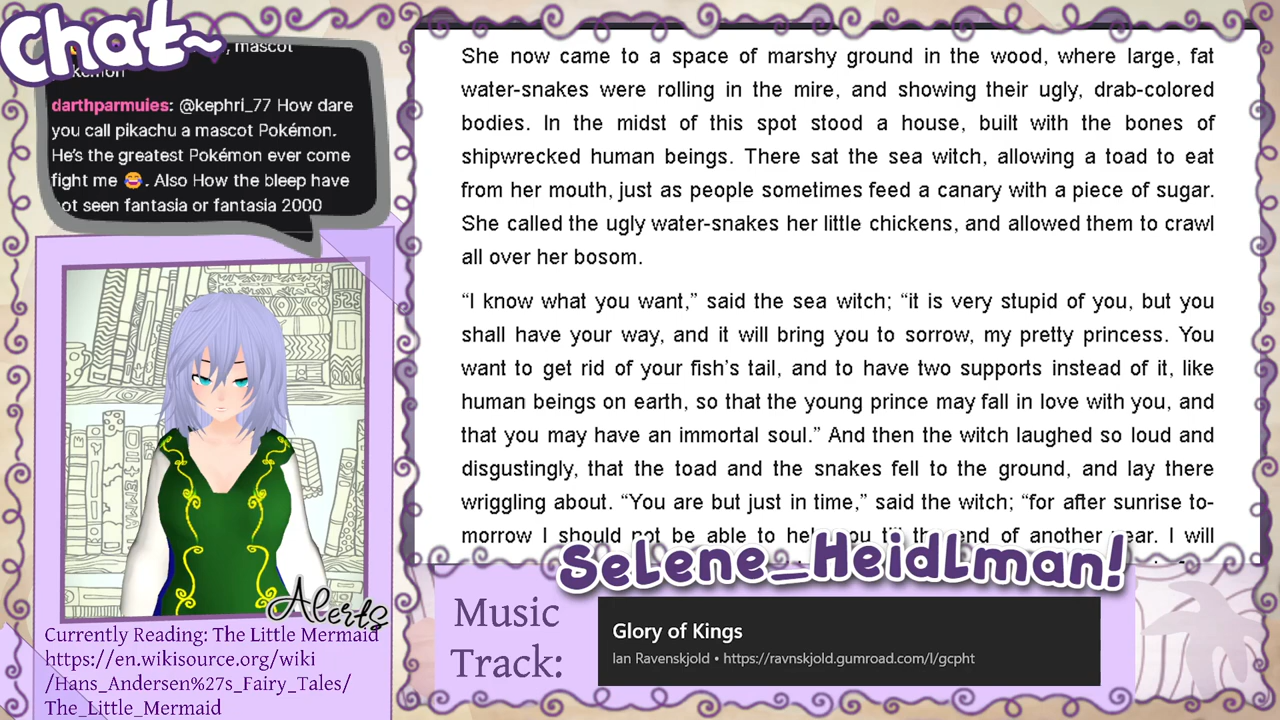 Chat~
, mascot
darthparmuies: @kephri_77 How dare
you call pikachu a mascot Pokémon.
He's the greatest Pokémon ever come
fight me 😂. Also How the bleep have
not seen fantasia or fantasia 2000
Alerts
Currently Reading: The Little Mermaid
https://en.wikisource.org/wiki
/Hans_Andersen%27s_Fairy_Tales/
The_Little_Mermaid
She now came to a space of marshy ground in the wood, where large, fat
water-snakes were rolling in the mire, and showing their ugly, drab-colored
bodies. In the midst of this spot stood a house, built with the bones of
shipwrecked human beings. There sat the sea witch, allowing a toad to eat
from her mouth, just as people sometimes feed a canary with a piece of sugar.
She called the ugly water-snakes her little chickens, and allowed them to crawl
all over her bosom.
“I know what you want,” said the sea witch; “it is very stupid of you, but you
shall have your way, and it will bring you to sorrow, my pretty princess. You
want to get rid of your fish's tail, and to have two supports instead of it, like
human beings on earth, so that the young prince may fall in love with you, and
that you may have an immortal soul.” And then the witch laughed so loud and
disgustingly, that the toad and the snakes fell to the ground, and lay there
wriggling about. “You are but just in time,” said the witch; “for after sunrise to-
morrow I should not be able to help you till the end of another year. I will
Selene_Heidlman!
Music
Track:
Glory of Kings
Ian Ravenskjold • https://ravnskjold.gumroad.com/l/gcpht